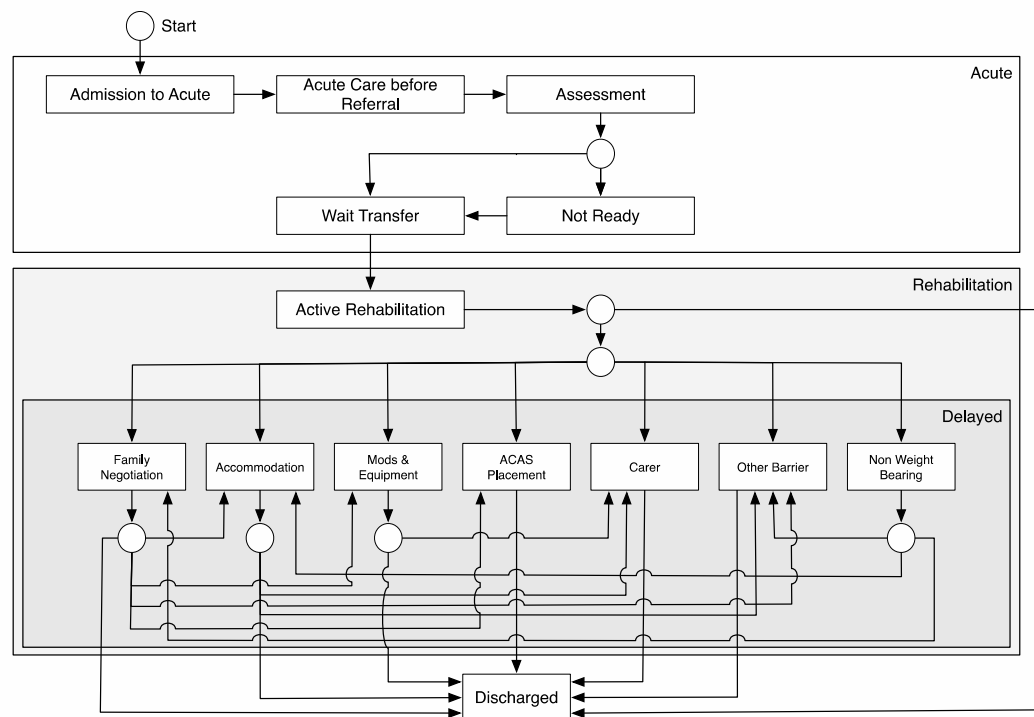 Start
Acute
Admission to Acute
Acute Care before
Referral
Assessment
Wait Transfer
Not Ready
Rehabilitation
Active Rehabilitation
Delayed
Family
Negotiation
Accommodation
Mods &
Equipment
ACAS
Placement
Carer
Other Barrier
Non Weight
Bearing
Discharged